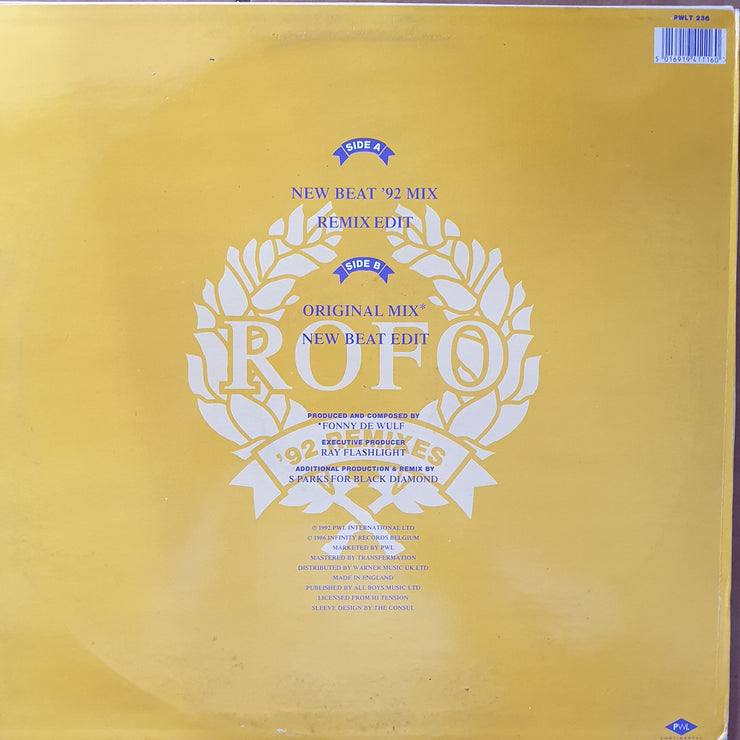 PWLT 236
5 016919 411160
SIDE A
NEW BEAT '92 MIX
REMIX EDIT
SIDE B
ORIGINAL MIX*
NEW BEAT EDIT
ROFO
PRODUCED AND COMPOSED BY
*FONNY DE WULF
EXECUTIVE PRODUCER
RAY FLASHLIGHT
'92 REMIXES
ADDITIONAL PRODUCTION & REMIX BY
S PARKS FOR BLACK DIAMOND
℗ 1992 PWL INTERNATIONAL LTD
© 1986 INFINITY RECORDS BELGIUM
MARKETED BY PWL
MASTERED BY TRANSFERMATION
DISTRIBUTED BY WARNER MUSIC UK LTD
MADE IN ENGLAND
PUBLISHED BY ALL BOYS MUSIC LTD
LICENSED FROM HI TENSION
SLEEVE DESIGN BY THE CONSUL
PWL
CONTINENTAL